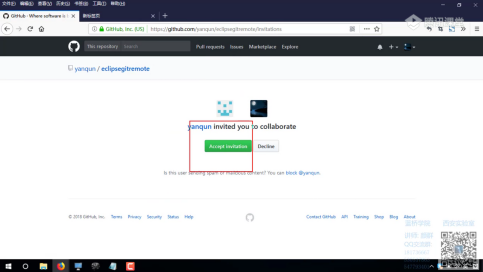 文件(F) 编辑(E) 查看(V) 历史(S) 书签(B) 工具(T) 帮助(H)
GitHub · Where software is b
新标签页
GitHub, Inc. (US) https://github.com/yanqun/eclipsegitremote/invitations
腾讯课堂
This repository Search Pull requests Issues Marketplace Explore
yanqun / eclipsegitremote
yanqun invited you to collaborate
Accept invitation Decline
Is this user sending spam or malicious content? You can block @yanqun.
© 2018 GitHub, Inc. Terms Privacy Security Status Help Contact GitHub API Training Shop Blog About